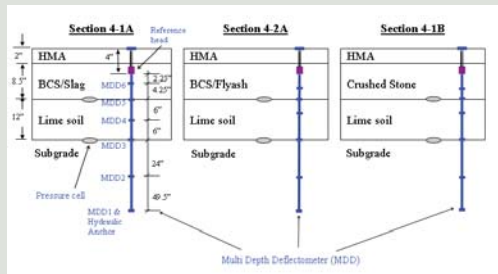 Section 4-1A
Section 4-2A
Section 4-1B
Reference head
2"
HMA
4"
HMA
HMA
8.5"
BCS/Slag
MDD6
2.25"
4.25"
BCS/Flyash
Crushed Stone
MDD5
12"
Lime soil
MDD4
6"
6"
Lime soil
Lime soil
MDD3
Subgrade
Subgrade
Subgrade
24"
MDD2
Pressure cell
49.5"
MDD1 &
Hydraulic
Anchor
Multi Depth Deflectometer (MDD)